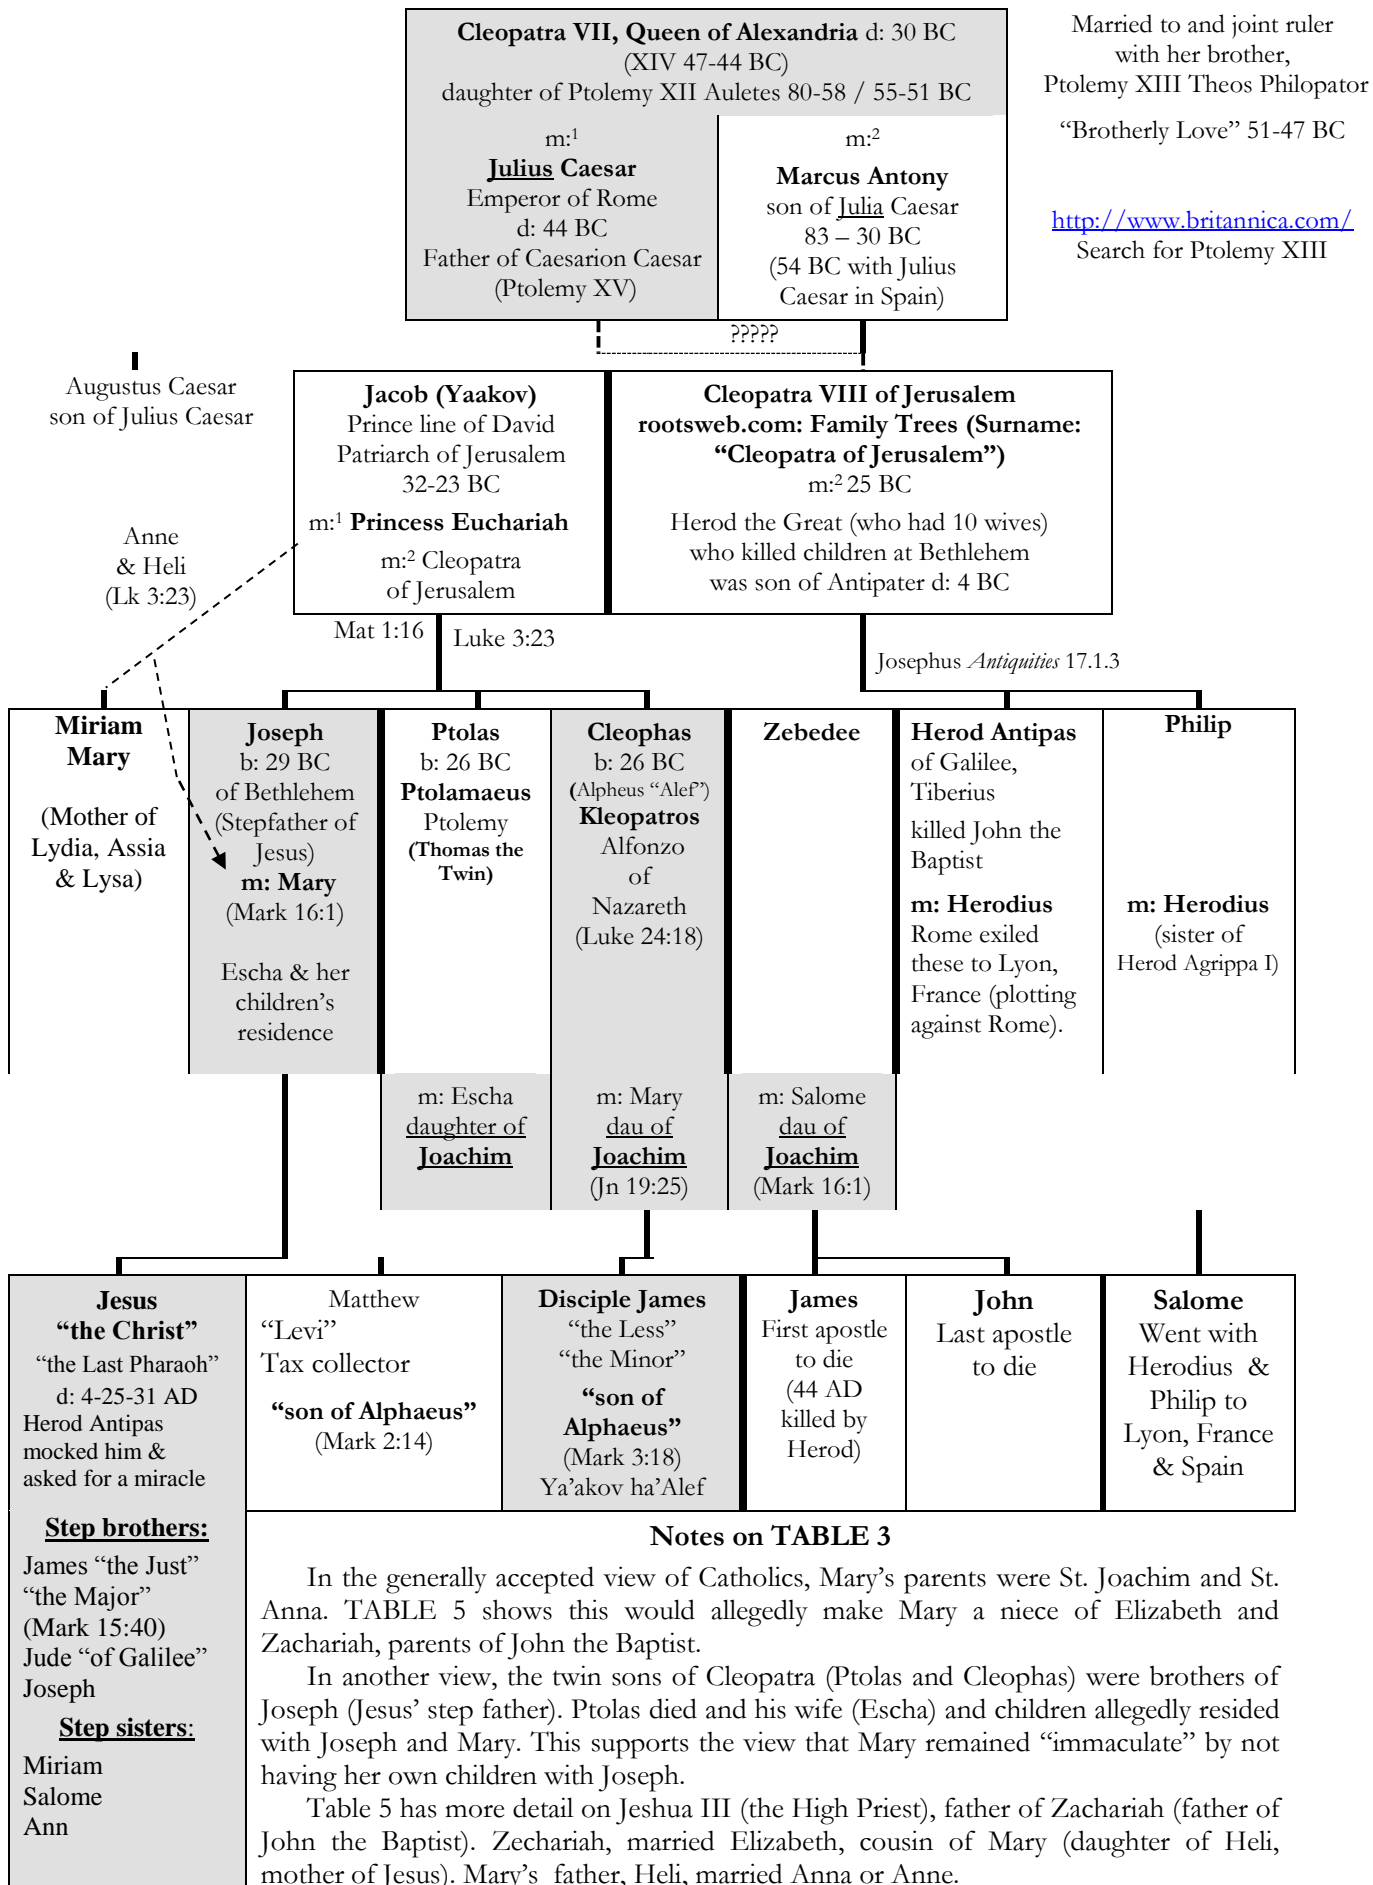 Cleopatra VII, Queen of Alexandria d: 30 BC
(XIV 47-44 BC)
daughter of Ptolemy XII Auletes 80-58 / 55-51 BC
Married to and joint ruler
with her brother,
Ptolemy XIII Theos Philopator
“Brotherly Love” 51-47 BC
http://www.britannica.com/
Search for Ptolemy XIII
m:1
Julius Caesar
Emperor of Rome
d: 44 BC
Father of Caesarion Caesar
(Ptolemy XV)
m:2
Marcus Antony
son of Julia Caesar
83 – 30 BC
(54 BC with Julius
Caesar in Spain)
?????
Augustus Caesar
son of Julius Caesar
Jacob (Yaakov)
Prince line of David
Patriarch of Jerusalem
32-23 BC
m:1 Princess Euchariah
m:2 Cleopatra
of Jerusalem
Cleopatra VIII of Jerusalem
rootsweb.com: Family Trees (Surname:
“Cleopatra of Jerusalem”)
m:2 25 BC
Herod the Great (who had 10 wives)
who killed children at Bethlehem
was son of Antipater d: 4 BC
Anne
& Heli
(Lk 3:23)
Mat 1:16
Luke 3:23
Josephus Antiquities 17.1.3
Miriam
Mary
(Mother of
Lydia, Assia
& Lysa)
Joseph
b: 29 BC
of Bethlehem
(Stepfather of
Jesus)
m: Mary
(Mark 16:1)
Escha & her
children’s
residence
Ptolas
b: 26 BC
Ptolamaeus
Ptolemy
(Thomas the
Twin)
Cleophas
b: 26 BC
(Alpheus “Alef”)
Kleopatros
Alfonzo
of
Nazareth
(Luke 24:18)
Zebedee
Herod Antipas
of Galilee,
Tiberius
killed John the
Baptist
m: Herodius
Rome exiled
these to Lyon,
France (plotting
against Rome).
Philip
m: Herodius
(sister of
Herod Agrippa I)
m: Escha
daughter of
Joachim
m: Mary
dau of
Joachim
(Jn 19:25)
m: Salome
dau of
Joachim
(Mark 16:1)
Jesus
“the Christ”
“the Last Pharaoh”
d: 4-25-31 AD
Herod Antipas
mocked him &
asked for a miracle
Step brothers:
James “the Just”
“the Major”
(Mark 15:40)
Jude “of Galilee”
Joseph
Step sisters:
Miriam
Salome
Ann
Matthew
“Levi”
Tax collector
“son of Alphaeus”
(Mark 2:14)
Disciple James
“the Less”
“the Minor”
“son of
Alphaeus”
(Mark 3:18)
Ya’akov ha’Alef
James
First apostle
to die
(44 AD
killed by
Herod)
John
Last apostle
to die
Salome
Went with
Herodius &
Philip to
Lyon, France
& Spain
Notes on TABLE 3
In the generally accepted view of Catholics, Mary’s parents were St. Joachim and St.
Anna. TABLE 5 shows this would allegedly make Mary a niece of Elizabeth and
Zachariah, parents of John the Baptist.
In another view, the twin sons of Cleopatra (Ptolas and Cleophas) were brothers of
Joseph (Jesus’ step father). Ptolas died and his wife (Escha) and children allegedly resided
with Joseph and Mary. This supports the view that Mary remained “immaculate” by not
having her own children with Joseph.
Table 5 has more detail on Jeshua III (the High Priest), father of Zachariah (father of
John the Baptist). Zechariah, married Elizabeth, cousin of Mary (daughter of Heli,
mother of Jesus). Mary’s father, Heli, married Anna or Anne.